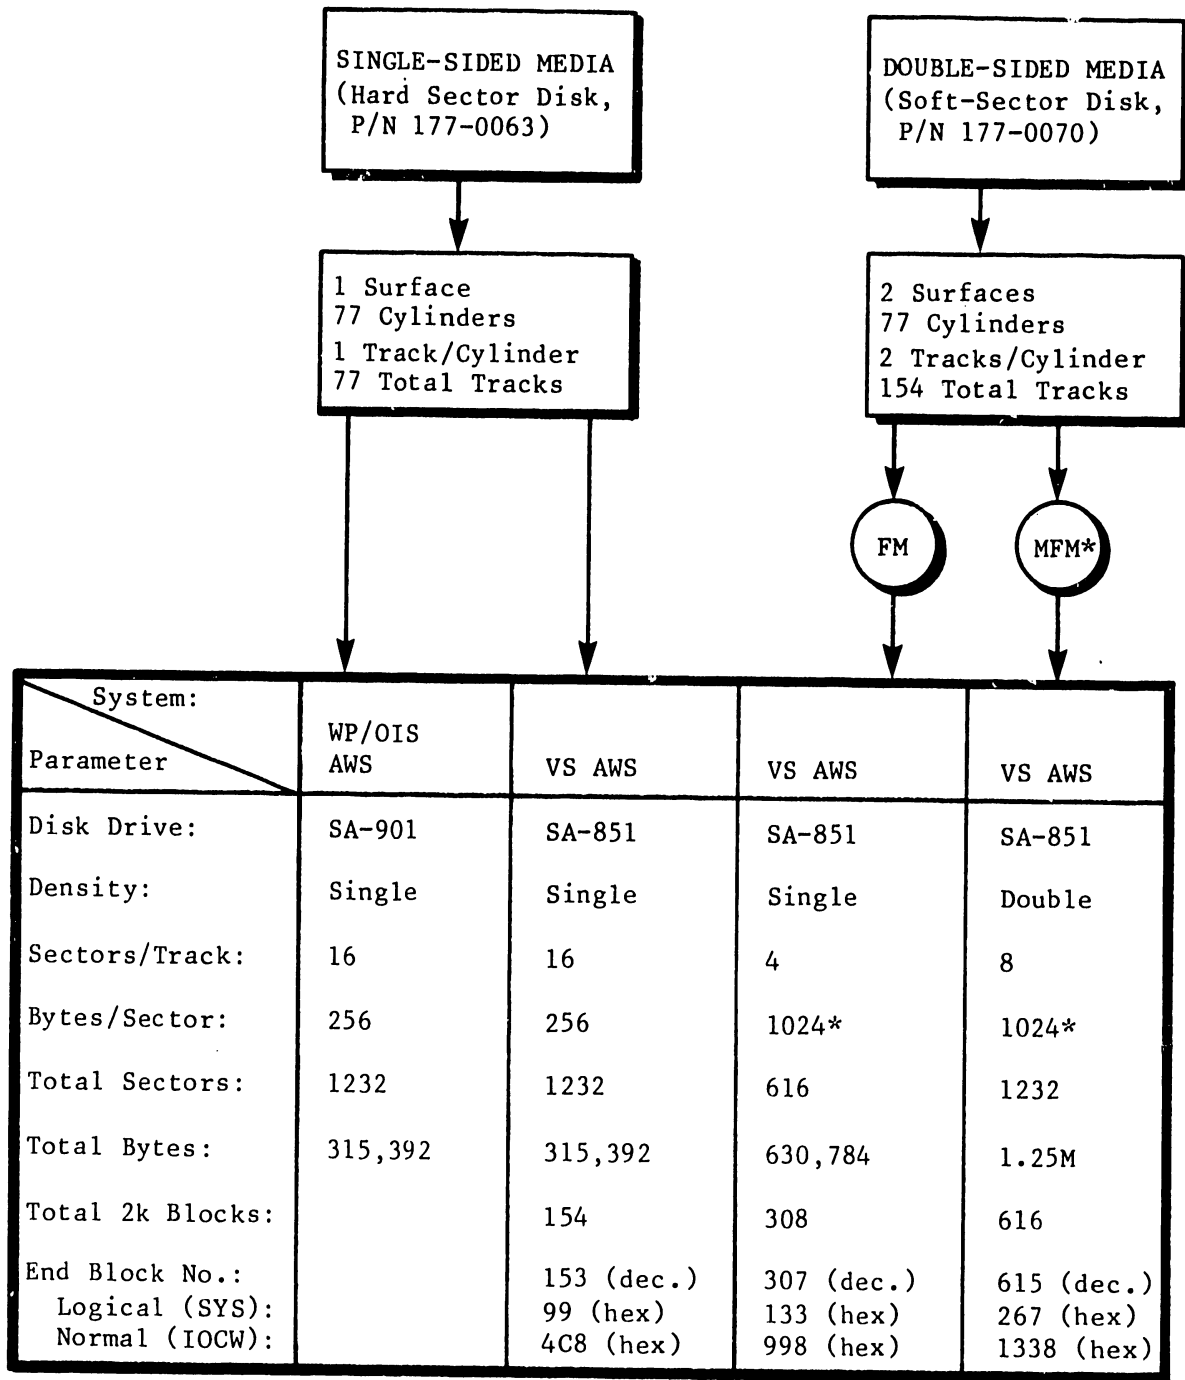 SINGLE-SIDED MEDIA
(Hard Sector Disk,
P/N 177-0063)
DOUBLE-SIDED MEDIA
(Soft-Sector Disk,
P/N 177-0070)
1 Surface
77 Cylinders
1 Track/Cylinder
77 Total Tracks
2 Surfaces
77 Cylinders
2 Tracks/Cylinder
154 Total Tracks
FM
MFM*
System:
Parameter
WP/OIS
AWS
VS AWS
VS AWS
VS AWS
Disk Drive: SA-901 SA-851 SA-851 SA-851
Density: Single Single Single Double
Sectors/Track: 16 16 4 8
Bytes/Sector: 256 256 1024* 1024*
Total Sectors: 1232 1232 616 1232
Total Bytes: 315,392 315,392 630,784 1.25M
Total 2k Blocks: 154 308 616
End Block No.: 153 (dec.) 307 (dec.) 615 (dec.)
Logical (SYS): 99 (hex) 133 (hex) 267 (hex)
Normal (IOCW): 4C8 (hex) 998 (hex) 1338 (hex)